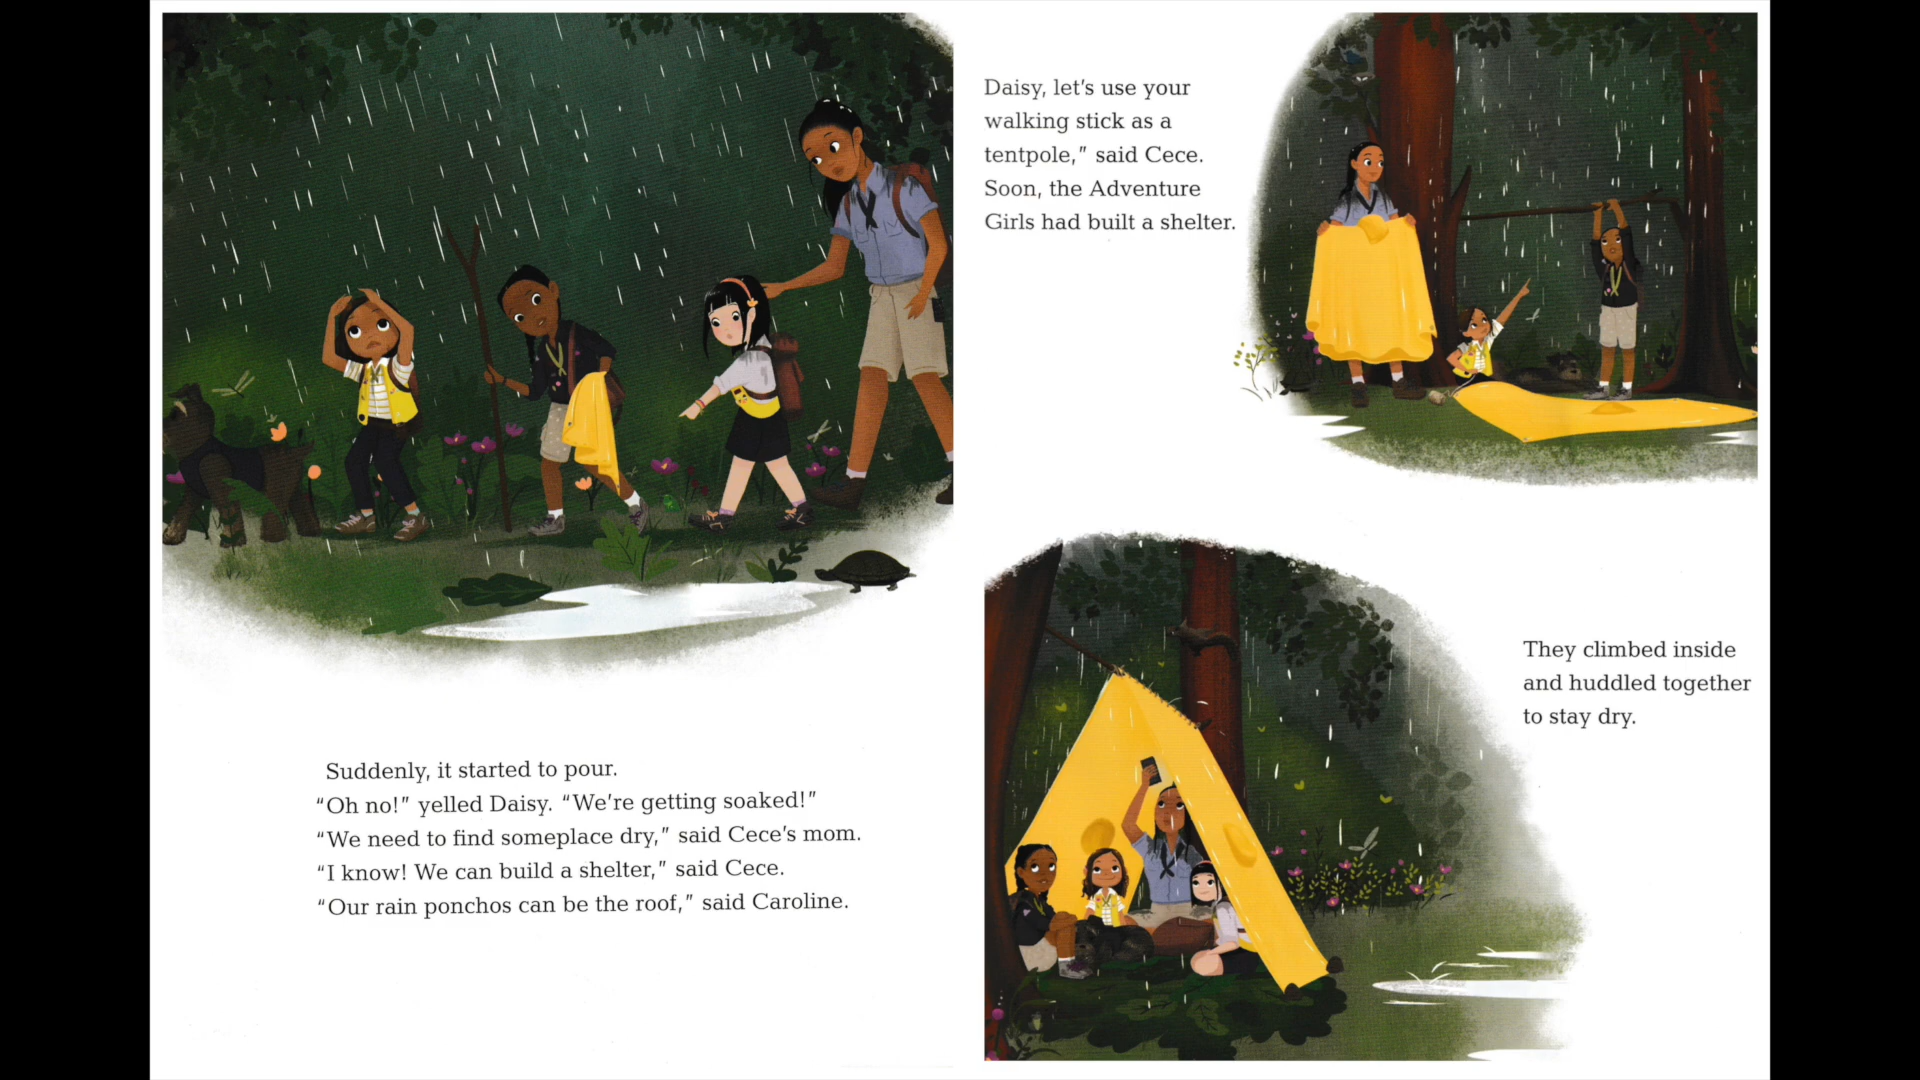 Suddenly, it started to pour.
“Oh no!” yelled Daisy. “We’re getting soaked!”
“We need to find someplace dry,” said Cece’s mom.
“I know! We can build a shelter,” said Cece.
“Our rain ponchos can be the roof,” said Caroline.
Daisy, let’s use your
walking stick as a
tentpole,” said Cece.
Soon, the Adventure
Girls had built a shelter.
They climbed inside
and huddled together
to stay dry.